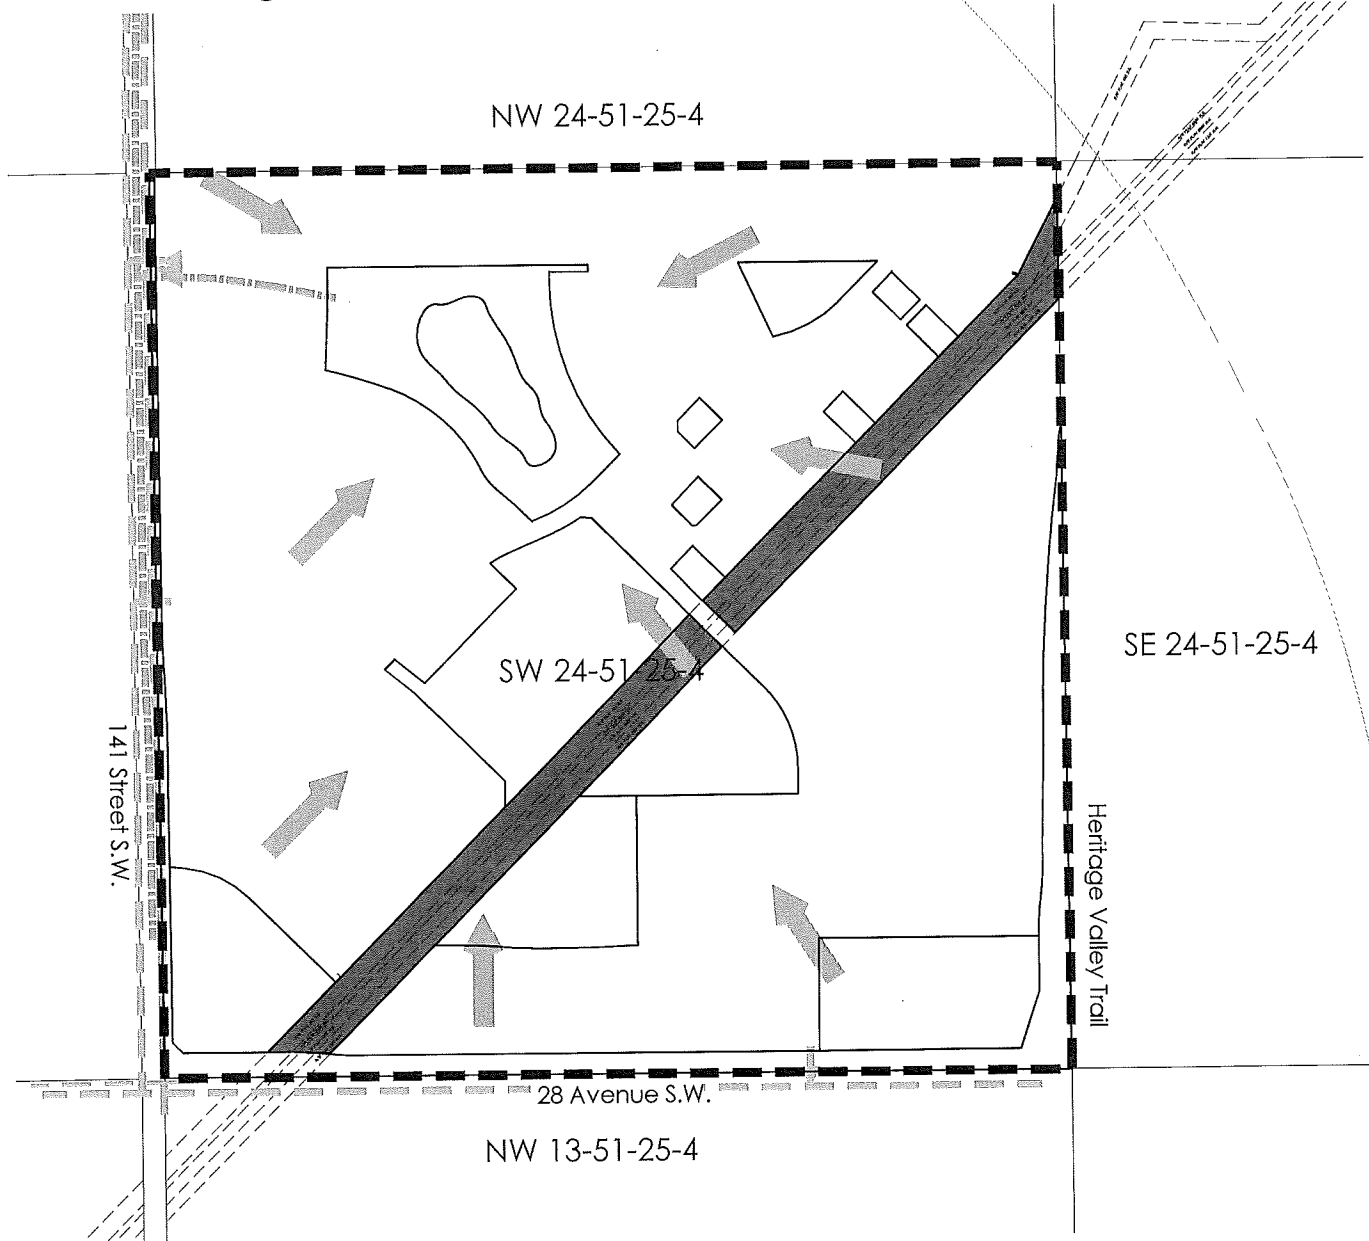 NW 24-51-25-4
SE 24-51-25-4
SW 24-51-25-4
141 Street S.W.
Heritage Valley Trail
28 Avenue S.W.
NW 13-51-25-4